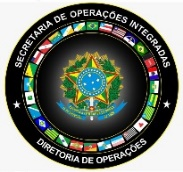 SECRETARIA DE OPERAÇÕES INTEGRADAS
DIRETORIA DE OPERAÇÕES